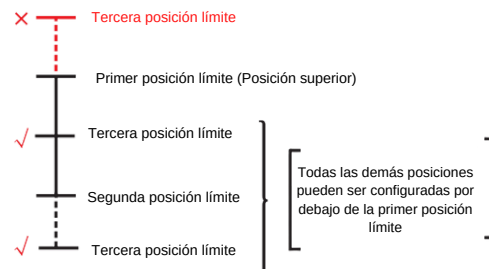 Tercera posición límite
Primer posición límite (Posición superior)
Tercera posición límite
Segunda posición límite
Tercera posición límite
Todas las demás posiciones
pueden ser configuradas por
debajo de la primer posición
límite